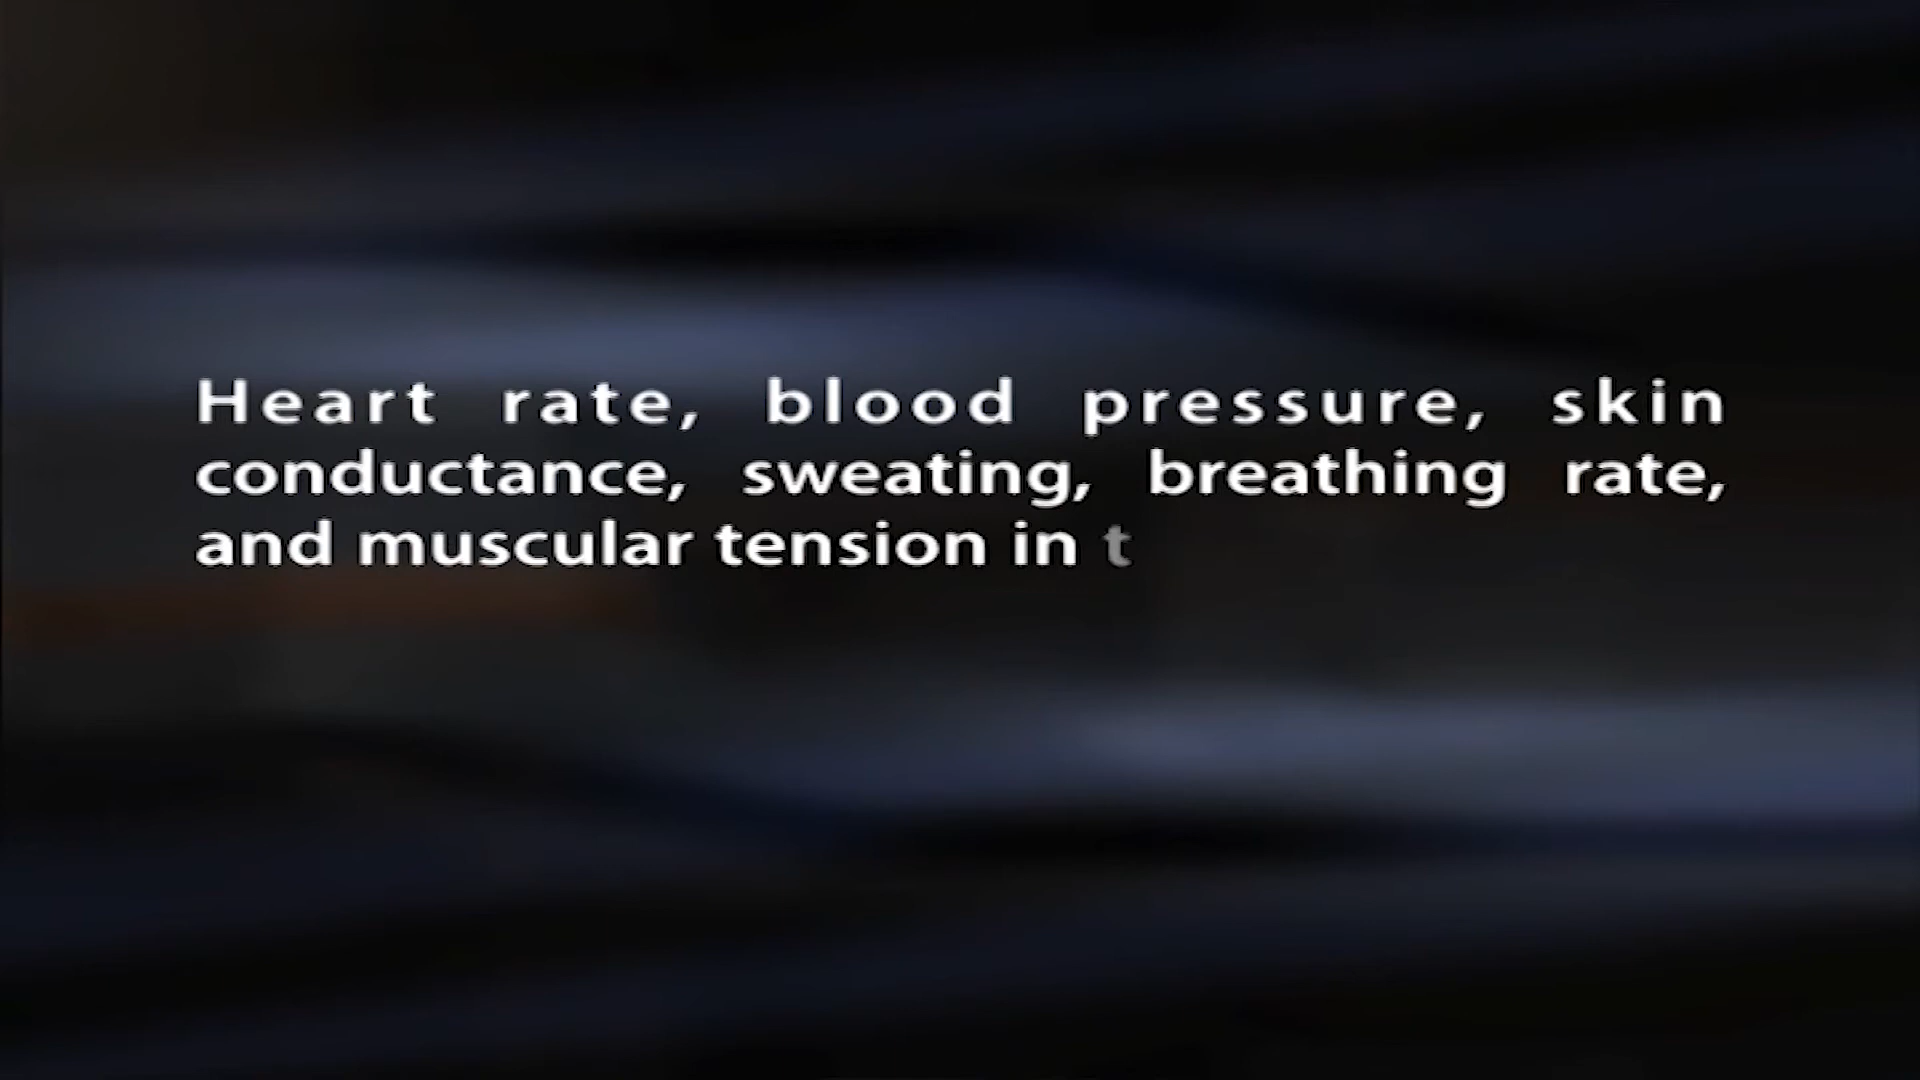 Heart rate, blood pressure, skin
conductance, sweating, breathing rate,
and muscular tension in t